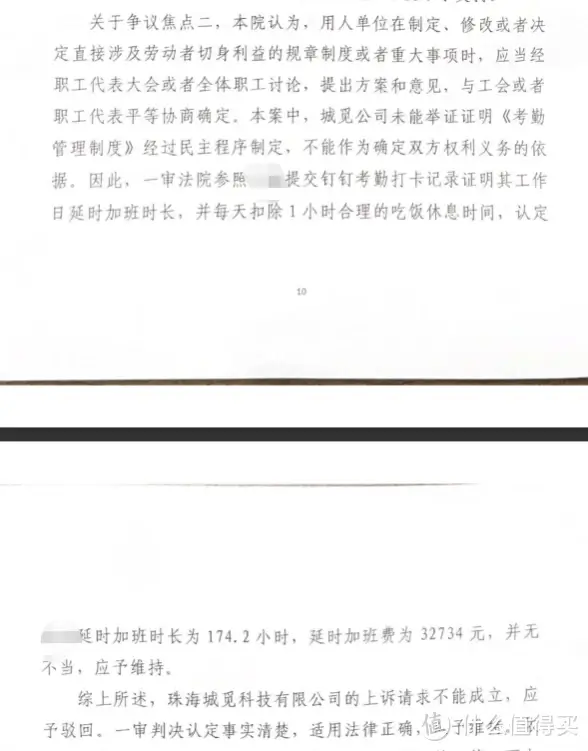 关于争议焦点二，本院认为，用人单位在制定、修改或者决
定直接涉及劳动者切身利益的规章制度或者重大事项时，应当经
职工代表大会或者全体职工讨论，提出方案和意见，与工会或者
职工代表平等协商确定。本案中，城觅公司未能举证证明《考勤
管理制度》经过民主程序制定，不能作为确定双方权利义务的依
据。因此，一审法院参照 提交钉钉考勤打卡记录证明其工作
日延时加班时长，并每天扣除1小时合理的吃饭休息时间，认定
10
延时加班时长为174.2小时，延时加班费为32734元，并无
不当，应予维持。
综上所述，珠海城觅科技有限公司的上诉请求不能成立，应
予驳回。一审判决认定事实清楚，适用法律正确，应予维持。
值 什么值得买